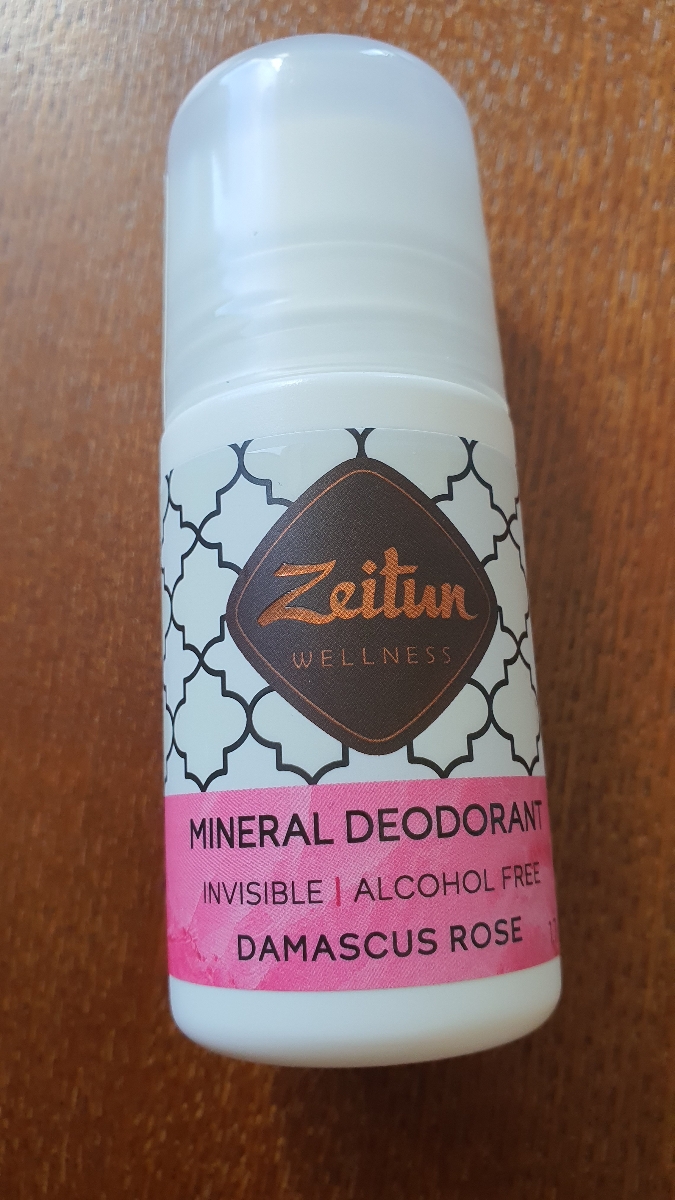 Zeitun
WELLNESS
MINERAL DEODORANT
INVISIBLE | ALCOHOL FREE
DAMASCUS ROSE